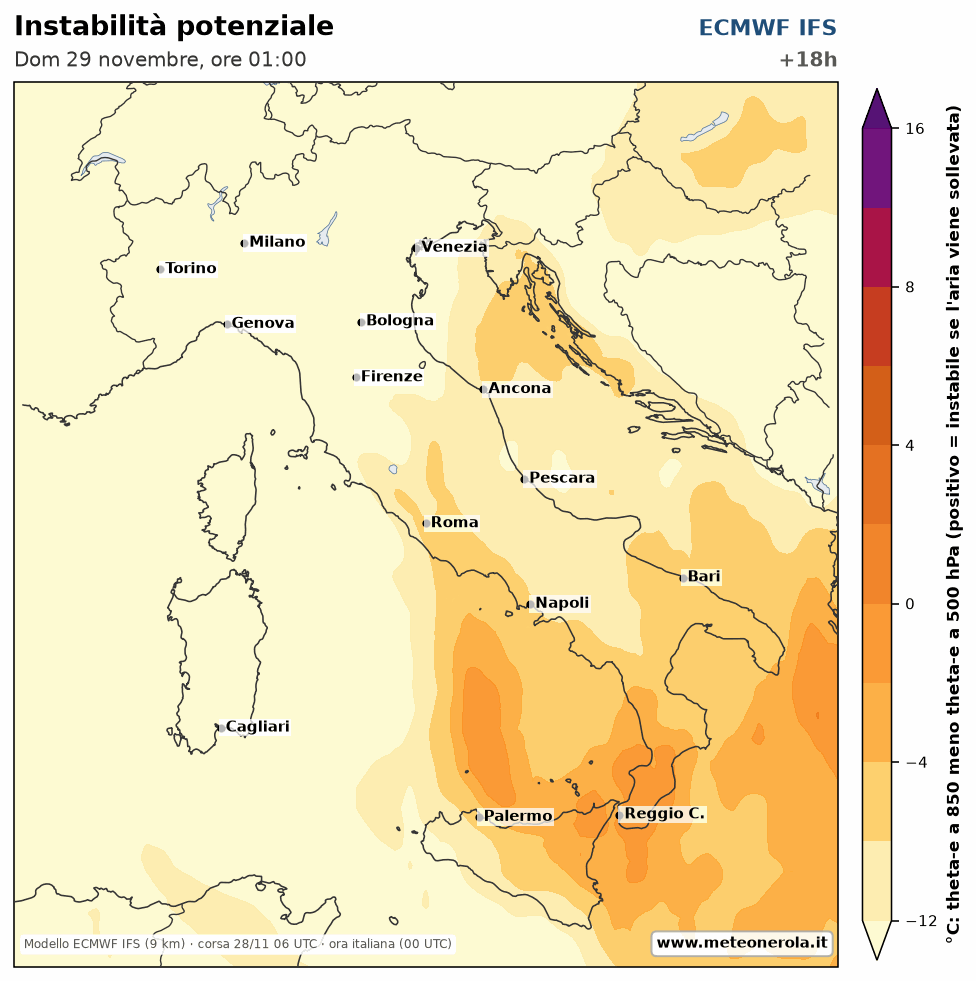 Instabilità potenziale
ECMWF IFS
Dom 29 novembre, ore 01:00
+18h
Milano
Venezia
Torino
Genova
Bologna
Firenze
Ancona
Pescara
Roma
Bari
Napoli
Cagliari
Palermo
Reggio C.
16
8
4
0
−4
−12
°C: theta-e a 850 meno theta-e a 500 hPa (positivo = instabile se l'aria viene sollevata)
Modello ECMWF IFS (9 km) · corsa 28/11 06 UTC · ora italiana (00 UTC)
www.meteonerola.it